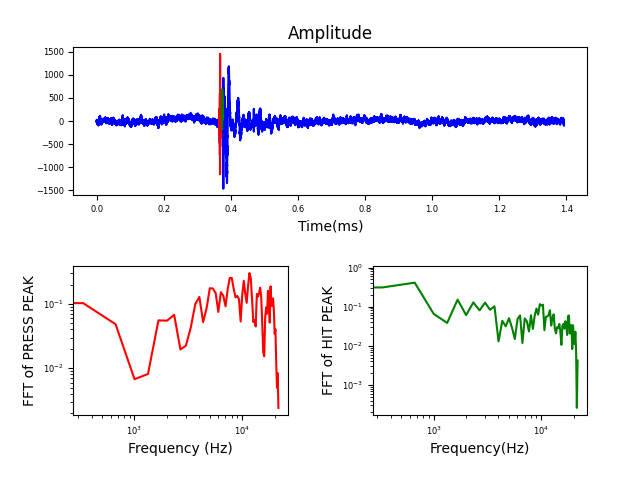 Amplitude
1500
1000
500
0
−500
−1000
−1500
0.0 0.2 0.4 0.6 0.8 1.0 1.2 1.4
Time(ms)
FFT of PRESS PEAK
10⁻¹
10⁻²
10³ 10⁴
Frequency (Hz)
FFT of HIT PEAK
10⁰
10⁻¹
10⁻²
10⁻³
10³ 10⁴
Frequency(Hz)